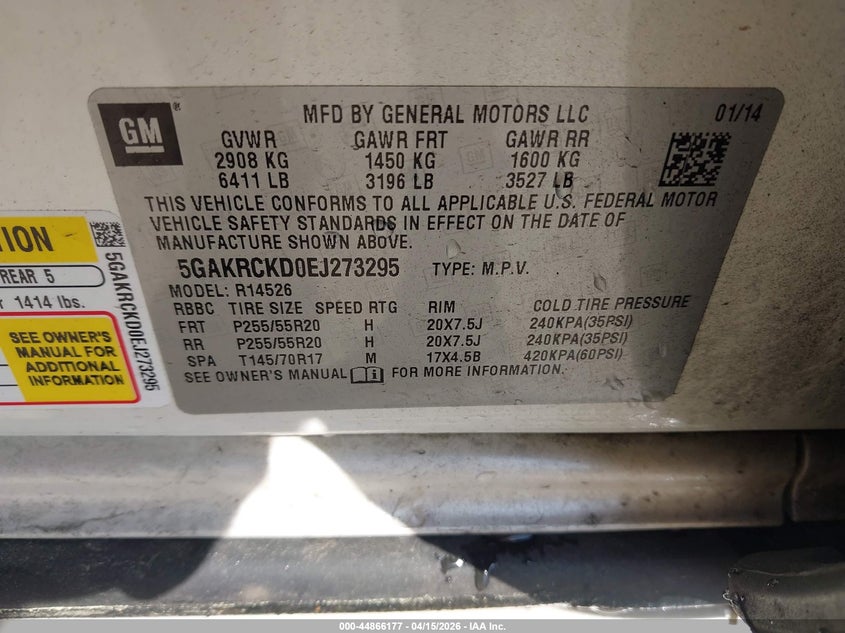 GM
MFD BY GENERAL MOTORS LLC 01/14
GVWR GAWR FRT GAWR RR
2908 KG 1450 KG 1600 KG
6411 LB 3196 LB 3527 LB
THIS VEHICLE CONFORMS TO ALL APPLICABLE U.S. FEDERAL MOTOR
VEHICLE SAFETY STANDARDS IN EFFECT ON THE DATE OF
MANUFACTURE SHOWN ABOVE.
5GAKRCKD0EJ273295 TYPE: M.P.V.
MODEL: R14526
RBBC TIRE SIZE SPEED RTG RIM COLD TIRE PRESSURE
FRT P255/55R20 H 20X7.5J 240KPA(35PSI)
RR P255/55R20 H 20X7.5J 240KPA(35PSI)
SPA T145/70R17 M 17X4.5B 420KPA(60PSI)
SEE OWNER'S MANUAL FOR MORE INFORMATION.
TION
REAR 5
r 1414 lbs.
SEE OWNER'S
MANUAL FOR
ADDITIONAL
INFORMATION
5GAKRCKD0EJ273295
000-44866177 - 04/15/2026 - IAA Inc.